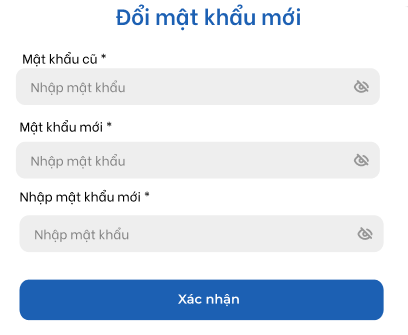 Đổi mật khẩu mới
Mật khẩu cũ *
Nhập mật khẩu
Mật khẩu mới *
Nhập mật khẩu
Nhập mật khẩu mới *
Nhập mật khẩu
Xác nhận